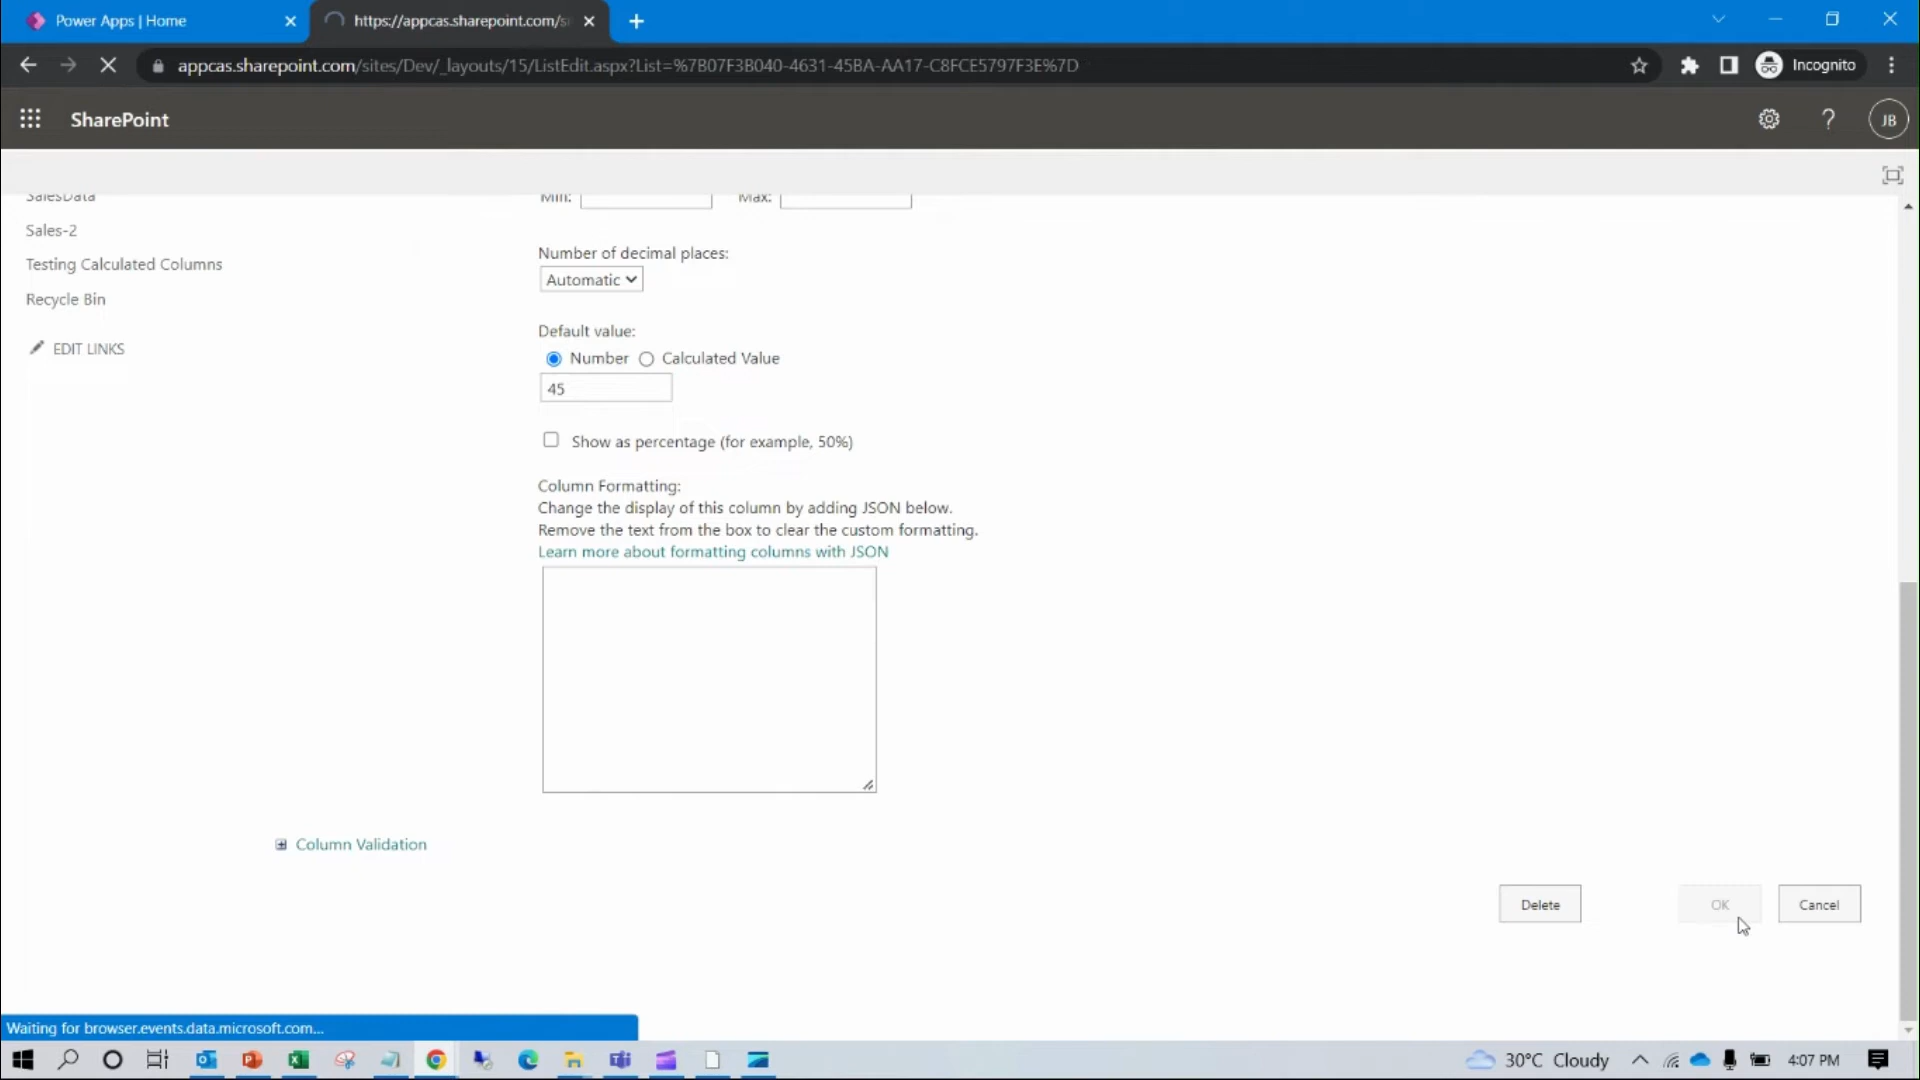 Power Apps | Home
https://appcas.sharepoint.com/s
appcas.sharepoint.com/sites/Dev/_layouts/15/ListEdit.aspx?List=%7B07F3B040-4631-45BA-AA17-C8FCE5797F3E%7D
Incognito
SharePoint
?
JB
SalesData
Min:
Max:
Sales-2
Testing Calculated Columns
Recycle Bin
EDIT LINKS
Number of decimal places:
Automatic
Default value:
Number
Calculated Value
45
Show as percentage (for example, 50%)
Column Formatting:
Change the display of this column by adding JSON below.
Remove the text from the box to clear the custom formatting.
Learn more about formatting columns with JSON
Column Validation
Delete
OK
Cancel
Waiting for browser.events.data.microsoft.com...
30°C Cloudy
4:07 PM